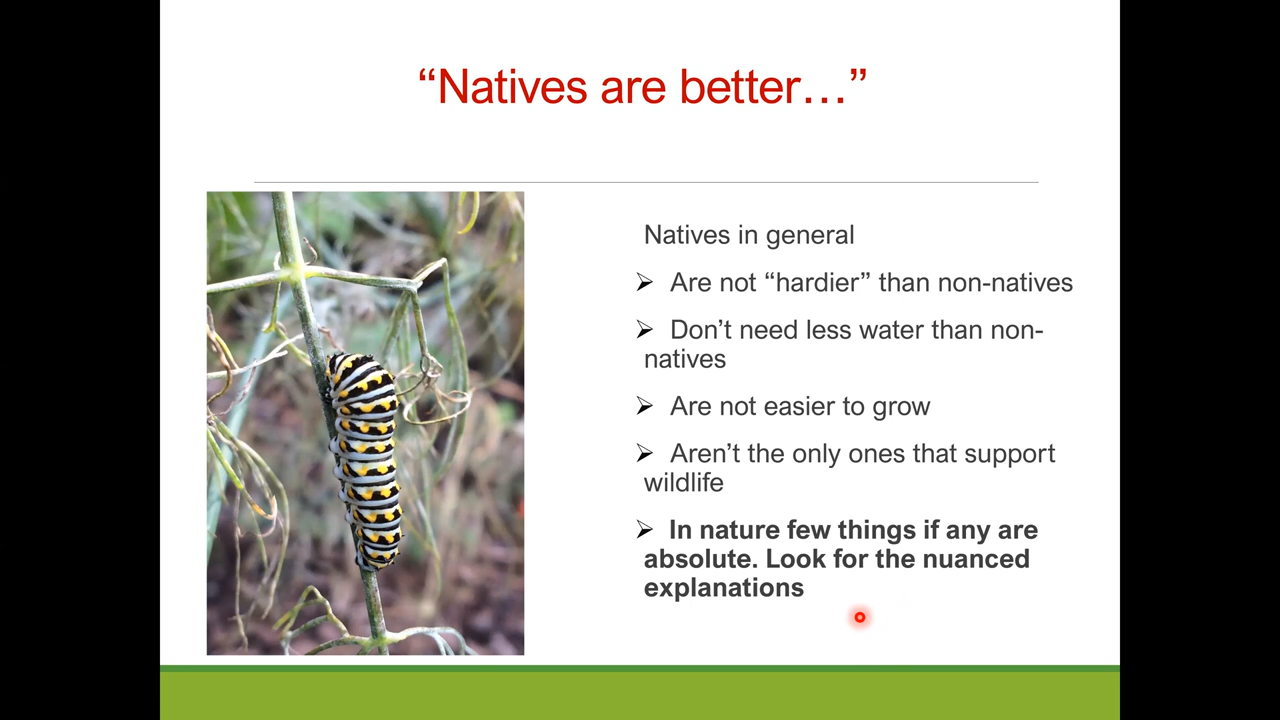 “Natives are better…”
Natives in general
➢ Are not “hardier” than non-natives
➢ Don’t need less water than non-
natives
➢ Are not easier to grow
➢ Aren’t the only ones that support
wildlife
➢ In nature few things if any are
absolute. Look for the nuanced
explanations